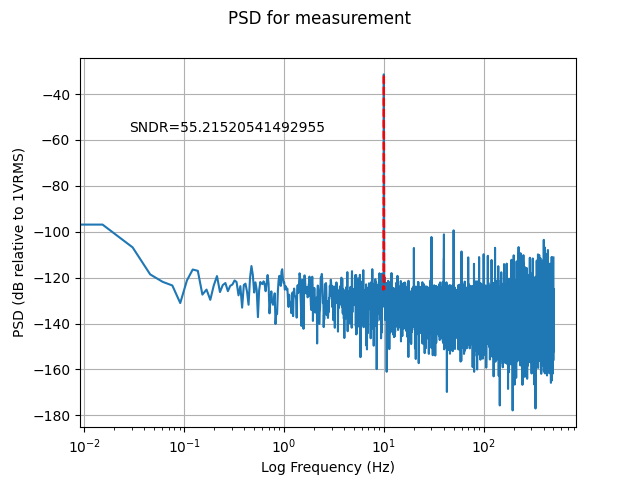 PSD for measurement
PSD (dB relative to 1VRMS)
−40
−60
−80
−100
−120
−140
−160
−180
SNDR=55.21520541492955
10⁻² 10⁻¹ 10⁰ 10¹ 10²
Log Frequency (Hz)